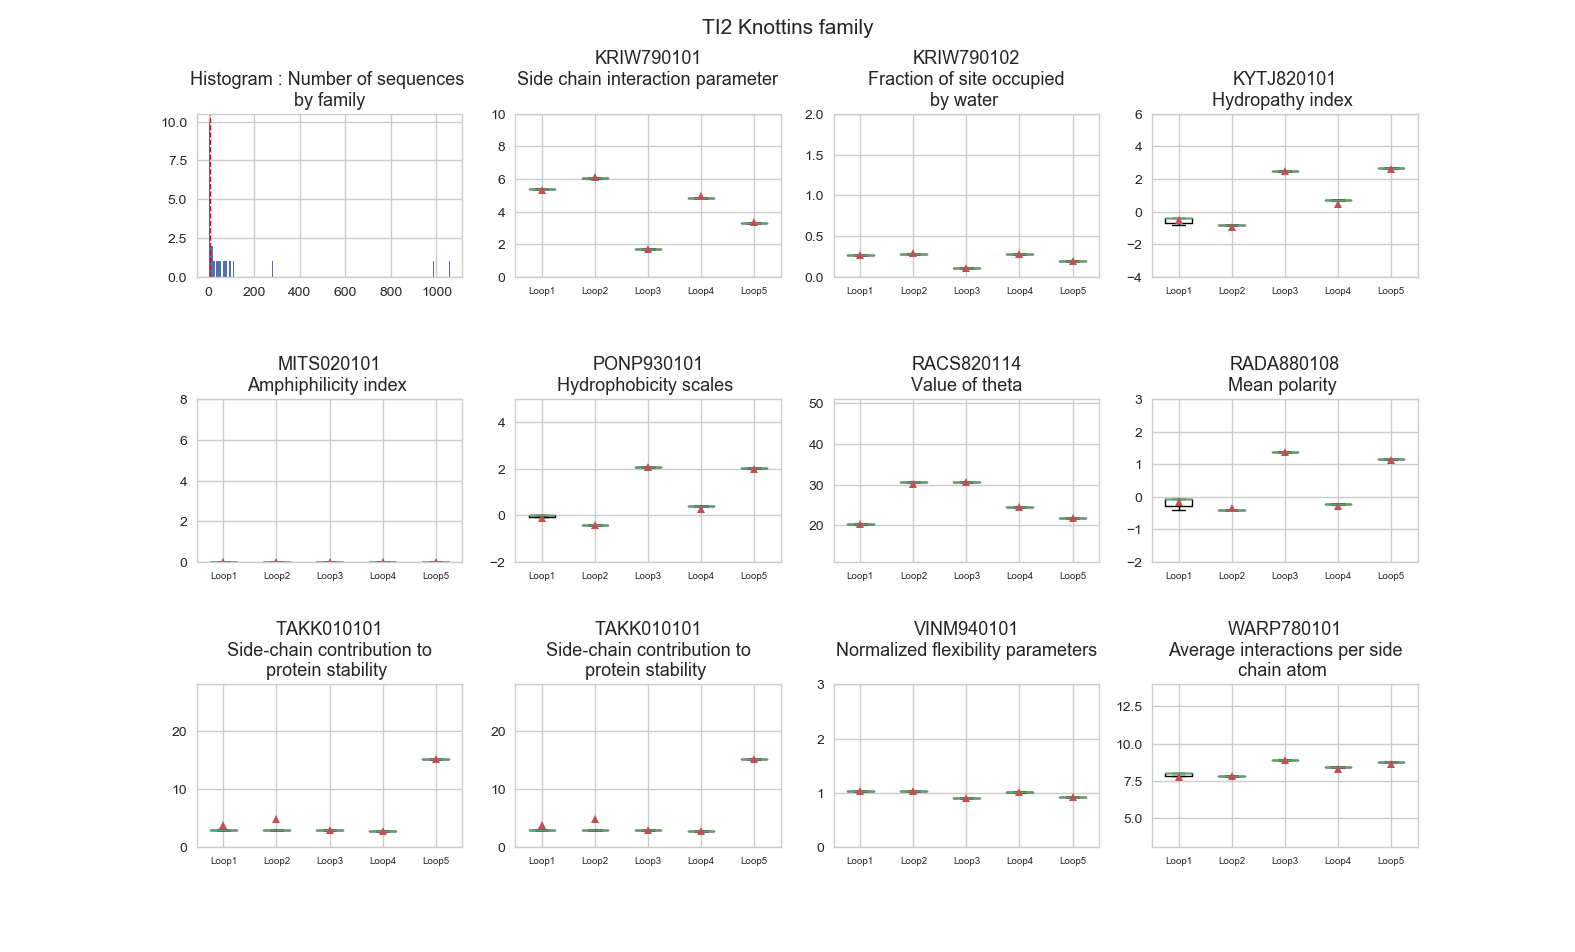 TI2 Knottins family
Histogram : Number of sequences
by family
10.0
7.5
5.0
2.5
0.0
0 200 400 600 800 1000
KRIW790101
Side chain interaction parameter
10
8
6
4
2
0
Loop1 Loop2 Loop3 Loop4 Loop5
KRIW790102
Fraction of site occupied
by water
2.0
1.5
1.0
0.5
0.0
Loop1 Loop2 Loop3 Loop4 Loop5
KYTJ820101
Hydropathy index
6
4
2
0
−2
−4
Loop1 Loop2 Loop3 Loop4 Loop5
MITS020101
Amphiphilicity index
8
6
4
2
0
Loop1 Loop2 Loop3 Loop4 Loop5
PONP930101
Hydrophobicity scales
4
2
0
−2
Loop1 Loop2 Loop3 Loop4 Loop5
RACS820114
Value of theta
50
40
30
20
Loop1 Loop2 Loop3 Loop4 Loop5
RADA880108
Mean polarity
3
2
1
0
−1
−2
Loop1 Loop2 Loop3 Loop4 Loop5
TAKK010101
Side-chain contribution to
protein stability
20
10
0
Loop1 Loop2 Loop3 Loop4 Loop5
TAKK010101
Side-chain contribution to
protein stability
20
10
0
Loop1 Loop2 Loop3 Loop4 Loop5
VINM940101
Normalized flexibility parameters
3
2
1
0
Loop1 Loop2 Loop3 Loop4 Loop5
WARP780101
Average interactions per side
chain atom
12.5
10.0
7.5
5.0
Loop1 Loop2 Loop3 Loop4 Loop5